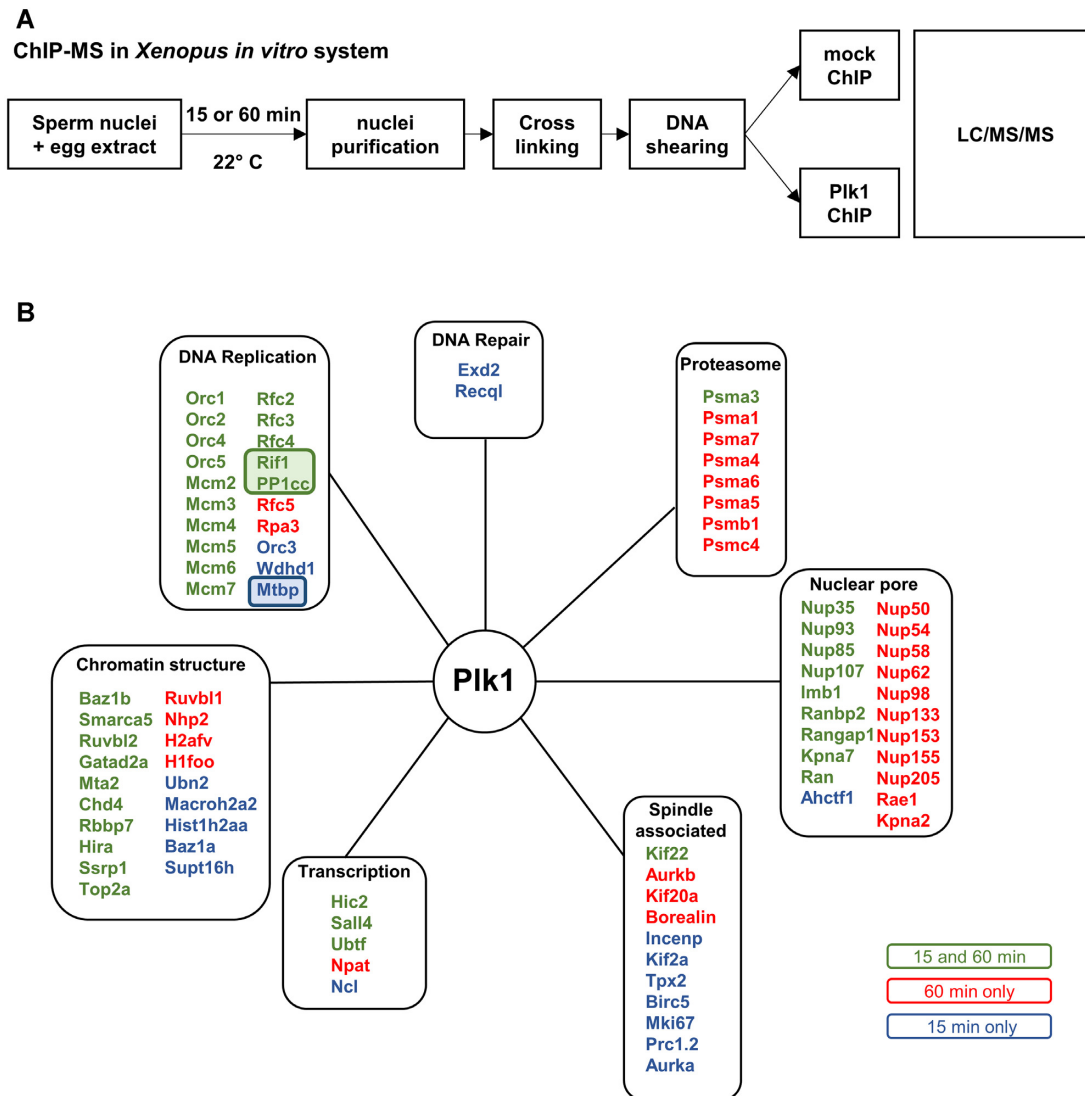 A
ChIP-MS in Xenopus in vitro system
Sperm nuclei
+ egg extract
15 or 60 min
22° C
nuclei
purification
Cross
linking
DNA
shearing
mock
ChIP
Plk1
ChIP
LC/MS/MS
B
DNA Replication
Orc1
Orc2
Orc4
Orc5
Mcm2
Mcm3
Mcm4
Mcm5
Mcm6
Mcm7
Rfc2
Rfc3
Rfc4
Rif1
PP1cc
Rfc5
Rpa3
Orc3
Wdhd1
Mtbp
DNA Repair
Exd2
Recql
Proteasome
Psma3
Psma1
Psma7
Psma4
Psma6
Psma5
Psmb1
Psmc4
Nuclear pore
Nup35
Nup93
Nup85
Nup107
Imb1
Ranbp2
Rangap1
Kpna7
Ran
Ahctf1
Nup50
Nup54
Nup58
Nup62
Nup98
Nup133
Nup153
Nup155
Nup205
Rae1
Kpna2
Plk1
Chromatin structure
Baz1b
Smarca5
Ruvbl2
Gatad2a
Mta2
Chd4
Rbbp7
Hira
Ssrp1
Top2a
Ruvbl1
Nhp2
H2afv
H1foo
Ubn2
Macroh2a2
Hist1h2aa
Baz1a
Supt16h
Transcription
Hic2
Sall4
Ubtf
Npat
Ncl
Spindle
associated
Kif22
Aurkb
Kif20a
Borealin
Incenp
Kif2a
Tpx2
Birc5
Mki67
Prc1.2
Aurka
15 and 60 min
60 min only
15 min only